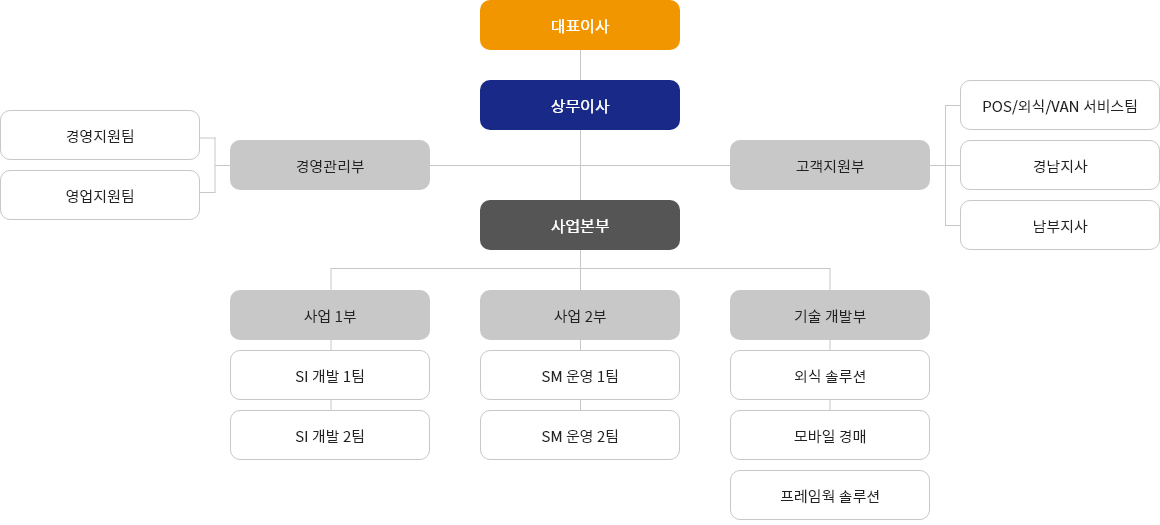 대표이사
상무이사
경영지원팀
영업지원팀
경영관리부
고객지원부
POS/외식/VAN 서비스팀
경남지사
남부지사
사업본부
사업 1부
SI 개발 1팀
SI 개발 2팀
사업 2부
SM 운영 1팀
SM 운영 2팀
기술 개발부
외식 솔루션
모바일 경매
프레임웍 솔루션